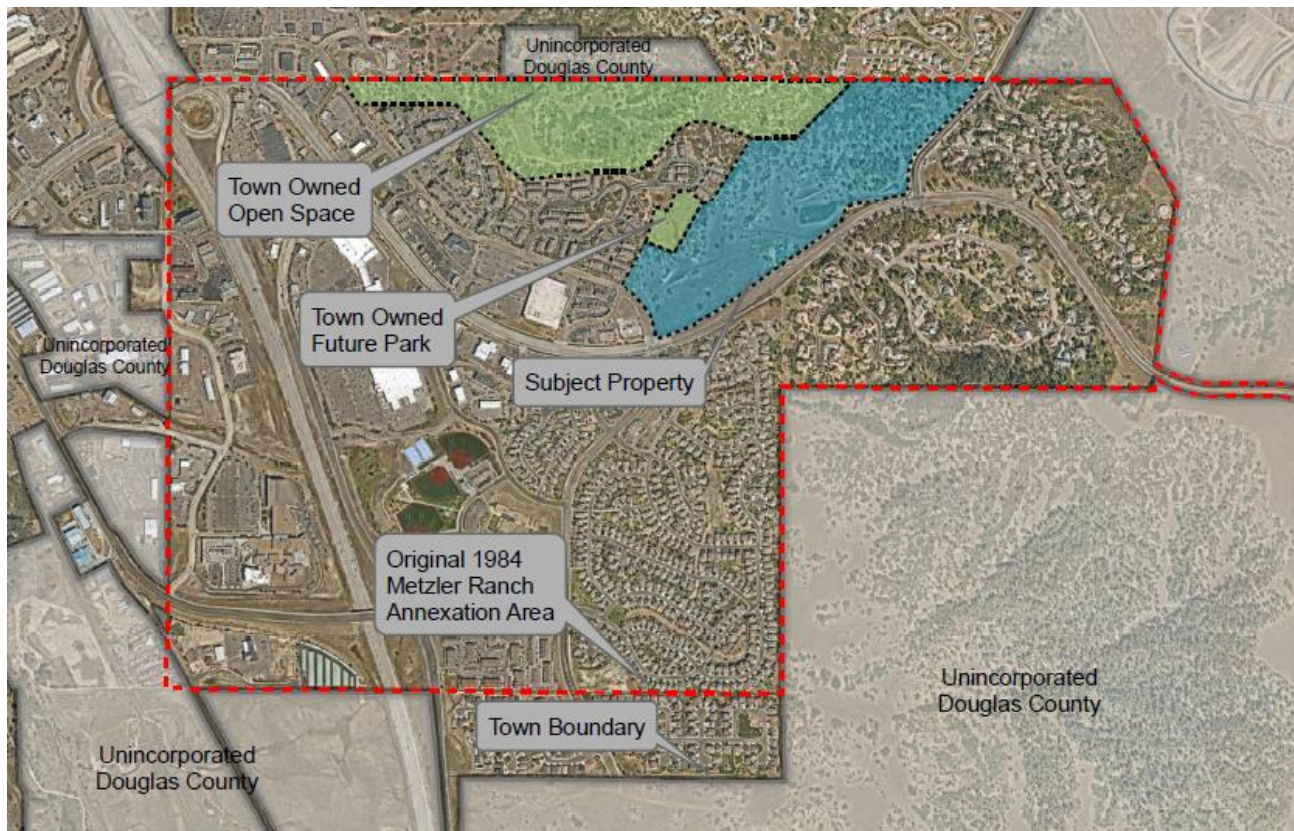 Unincorporated
Douglas County
Town Owned
Open Space
Town Owned
Future Park
Unincorporated
Douglas County
Subject Property
Original 1984
Metzler Ranch
Annexation Area
Unincorporated
Douglas County
Town Boundary
Unincorporated
Douglas County